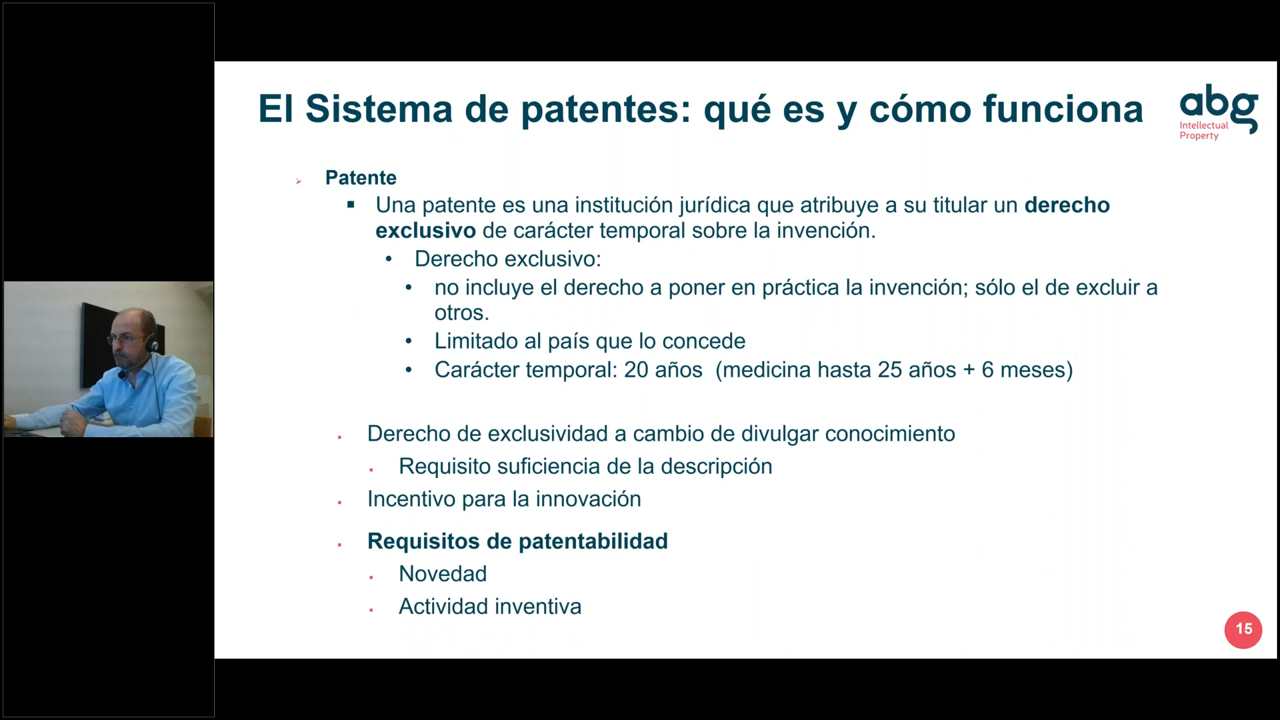 El Sistema de patentes: qué es y cómo funciona
abg
Intellectual
Property
Patente
Una patente es una institución jurídica que atribuye a su titular un derecho
exclusivo de carácter temporal sobre la invención.
Derecho exclusivo:
no incluye el derecho a poner en práctica la invención; sólo el de excluir a
otros.
Limitado al país que lo concede
Carácter temporal: 20 años (medicina hasta 25 años + 6 meses)
Derecho de exclusividad a cambio de divulgar conocimiento
Requisito suficiencia de la descripción
Incentivo para la innovación
Requisitos de patentabilidad
Novedad
Actividad inventiva
15